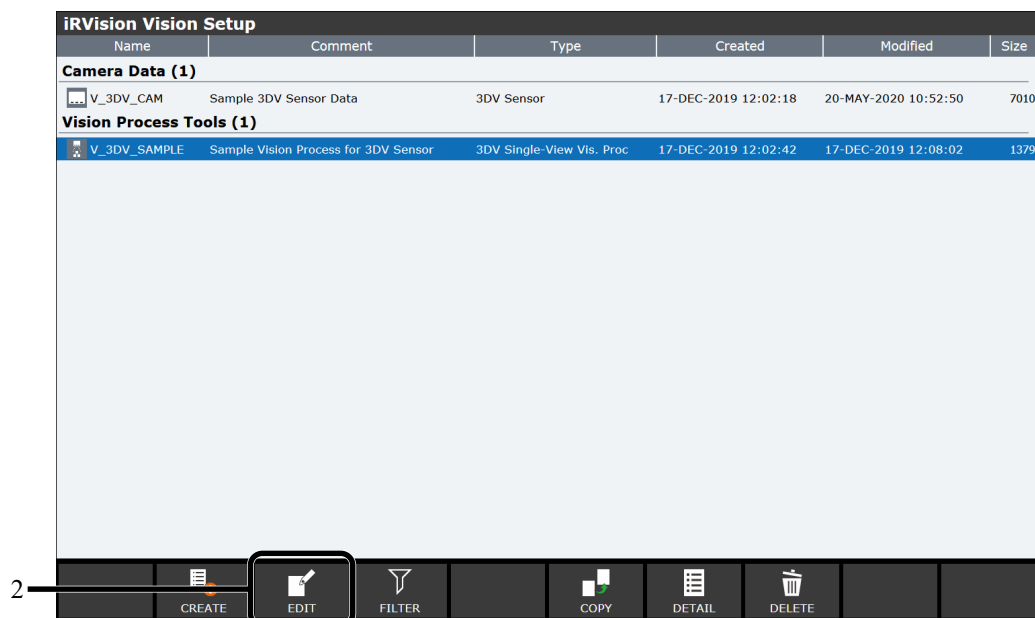 iRVision Vision Setup
Name Comment Type Created Modified Size
Camera Data (1)
V_3DV_CAM Sample 3DV Sensor Data 3DV Sensor 17-DEC-2019 12:02:18 20-MAY-2020 10:52:50 7010
Vision Process Tools (1)
V_3DV_SAMPLE Sample Vision Process for 3DV Sensor 3DV Single-View Vis. Proc 17-DEC-2019 12:02:42 17-DEC-2019 12:08:02 1379
2
CREATE EDIT FILTER COPY DETAIL DELETE